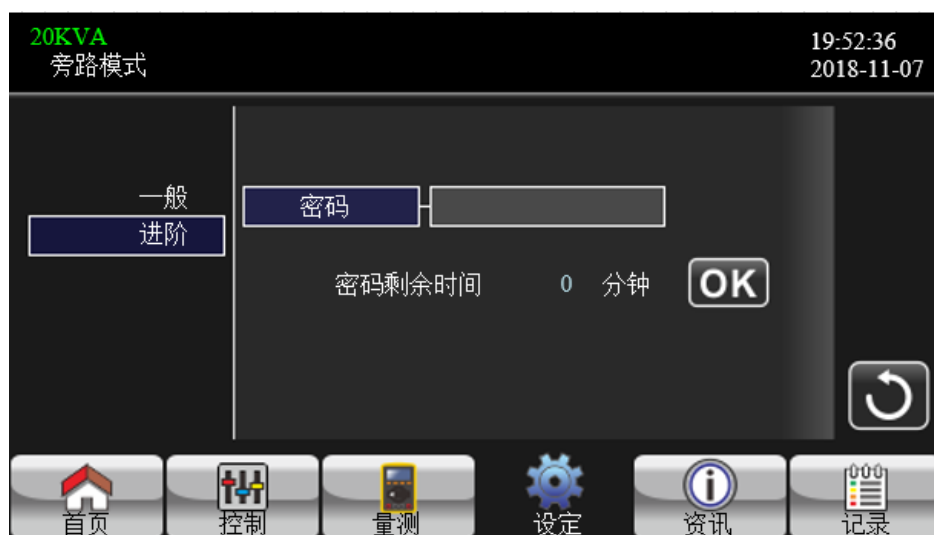 20KVA
旁路模式
19:52:36
2018-11-07
一般
进阶
密码
密码剩余时间 0 分钟 OK
首页 控制 量测 设定 资讯 记录